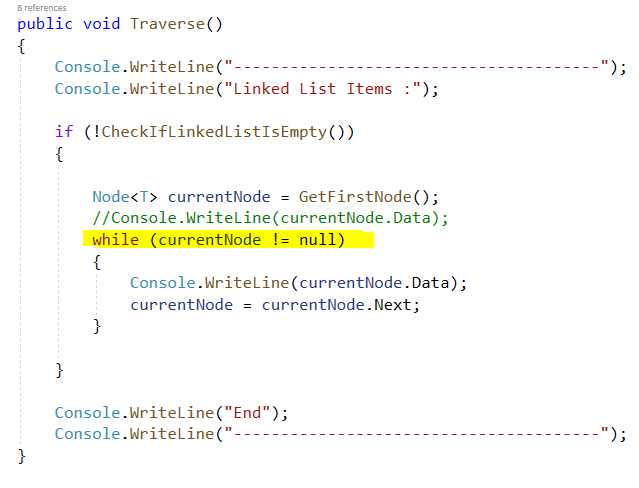 8 references
public void Traverse()
{
Console.WriteLine("---------------------------------------");
Console.WriteLine("Linked List Items :");
if (!CheckIfLinkedListIsEmpty())
{
Node<T> currentNode = GetFirstNode();
//Console.WriteLine(currentNode.Data);
while (currentNode != null)
{
Console.WriteLine(currentNode.Data);
currentNode = currentNode.Next;
}
}
Console.WriteLine("End");
Console.WriteLine("---------------------------------------");
}